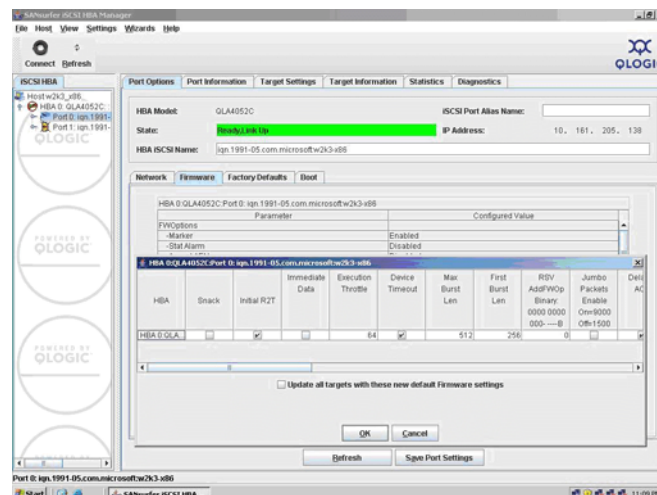 SANsurfer iSCSI HBA Manager
File Host View Settings Wizards Help
Connect Refresh
QLOGI
iSCSI HBA
Port Options Port Information Target Settings Target Information Statistics Diagnostics
Host w2k3_x86
HBA 0: QLA4052C:
Port 0: iqn.1991-
Port 1: iqn.1991-
HBA Model: QLA4052C
iSCSI Port Alias Name:
State: Ready,Link Up
IP Address: 10. 161. 205. 138
HBA iSCSI Name: iqn.1991-05.com.microsoft:w2k3-x86
Network Firmware Factory Defaults Boot
HBA 0:QLA4052C:Port 0: iqn.1991-05.com.microsoft:w2k3-x86
Parameter Configured Value
FWOptions
-Marker Enabled
-Stat Alarm Disabled
HBA 0:QLA4052C:Port 0: iqn.1991-05.com.microsoft:w2k3-x86
HBA Snack Initial R2T Immediate Data Execution Throttle Device Timeout Max Burst Len First Burst Len RSV AddFWOp Binary: 0000 0000 000-----B Jumbo Packets Enable On=9000 Off=1500
HBA 0:QLA.. 64 512 256 0
Update all targets with these new default Firmware settings
OK Cancel
Refresh Save Port Settings
POWERED BY
QLOGIC
POWERED BY
QLOGIC
Port 0: iqn.1991-05.com.microsoft:w2k3-x86
Start SANsurfer iSCSI HBA